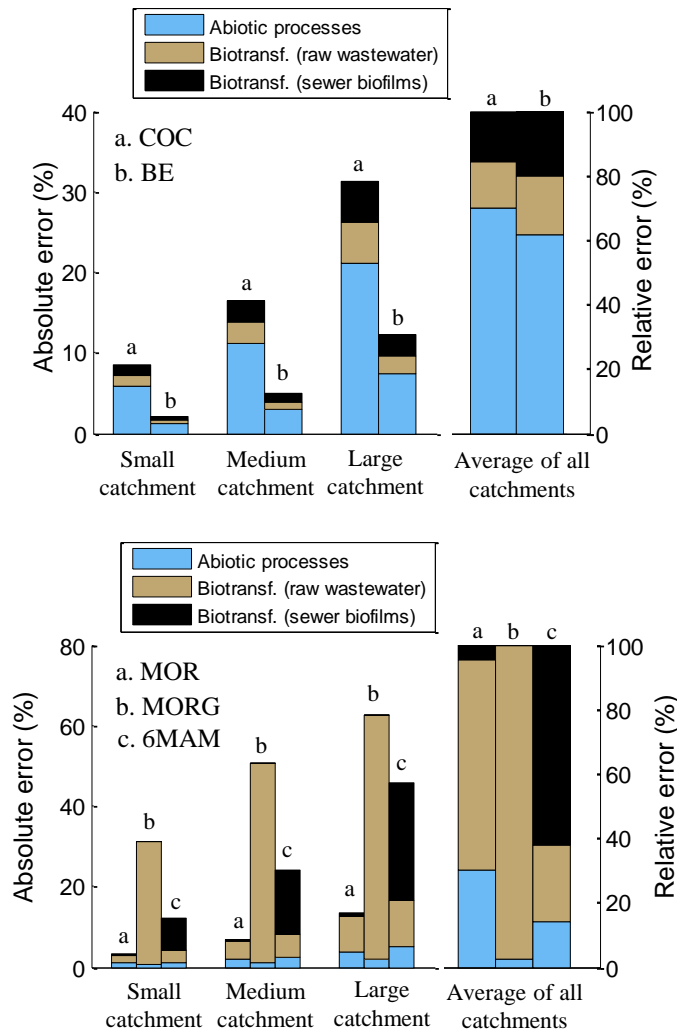 Abiotic processes
Biotransf. (raw wastewater)
Biotransf. (sewer biofilms)
40
30
20
10
0
Absolute error (%)
a. COC
b. BE
a
b
a
b
a
b
a
b
100
80
60
40
20
0
Relative error (%)
Small catchment
Medium catchment
Large catchment
Average of all catchments
Abiotic processes
Biotransf. (raw wastewater)
Biotransf. (sewer biofilms)
80
60
40
20
0
Absolute error (%)
a. MOR
b. MORG
c. 6MAM
a
b
c
a
b
c
a
b
c
a
b
c
100
80
60
40
20
0
Relative error (%)
Small catchment
Medium catchment
Large catchment
Average of all catchments